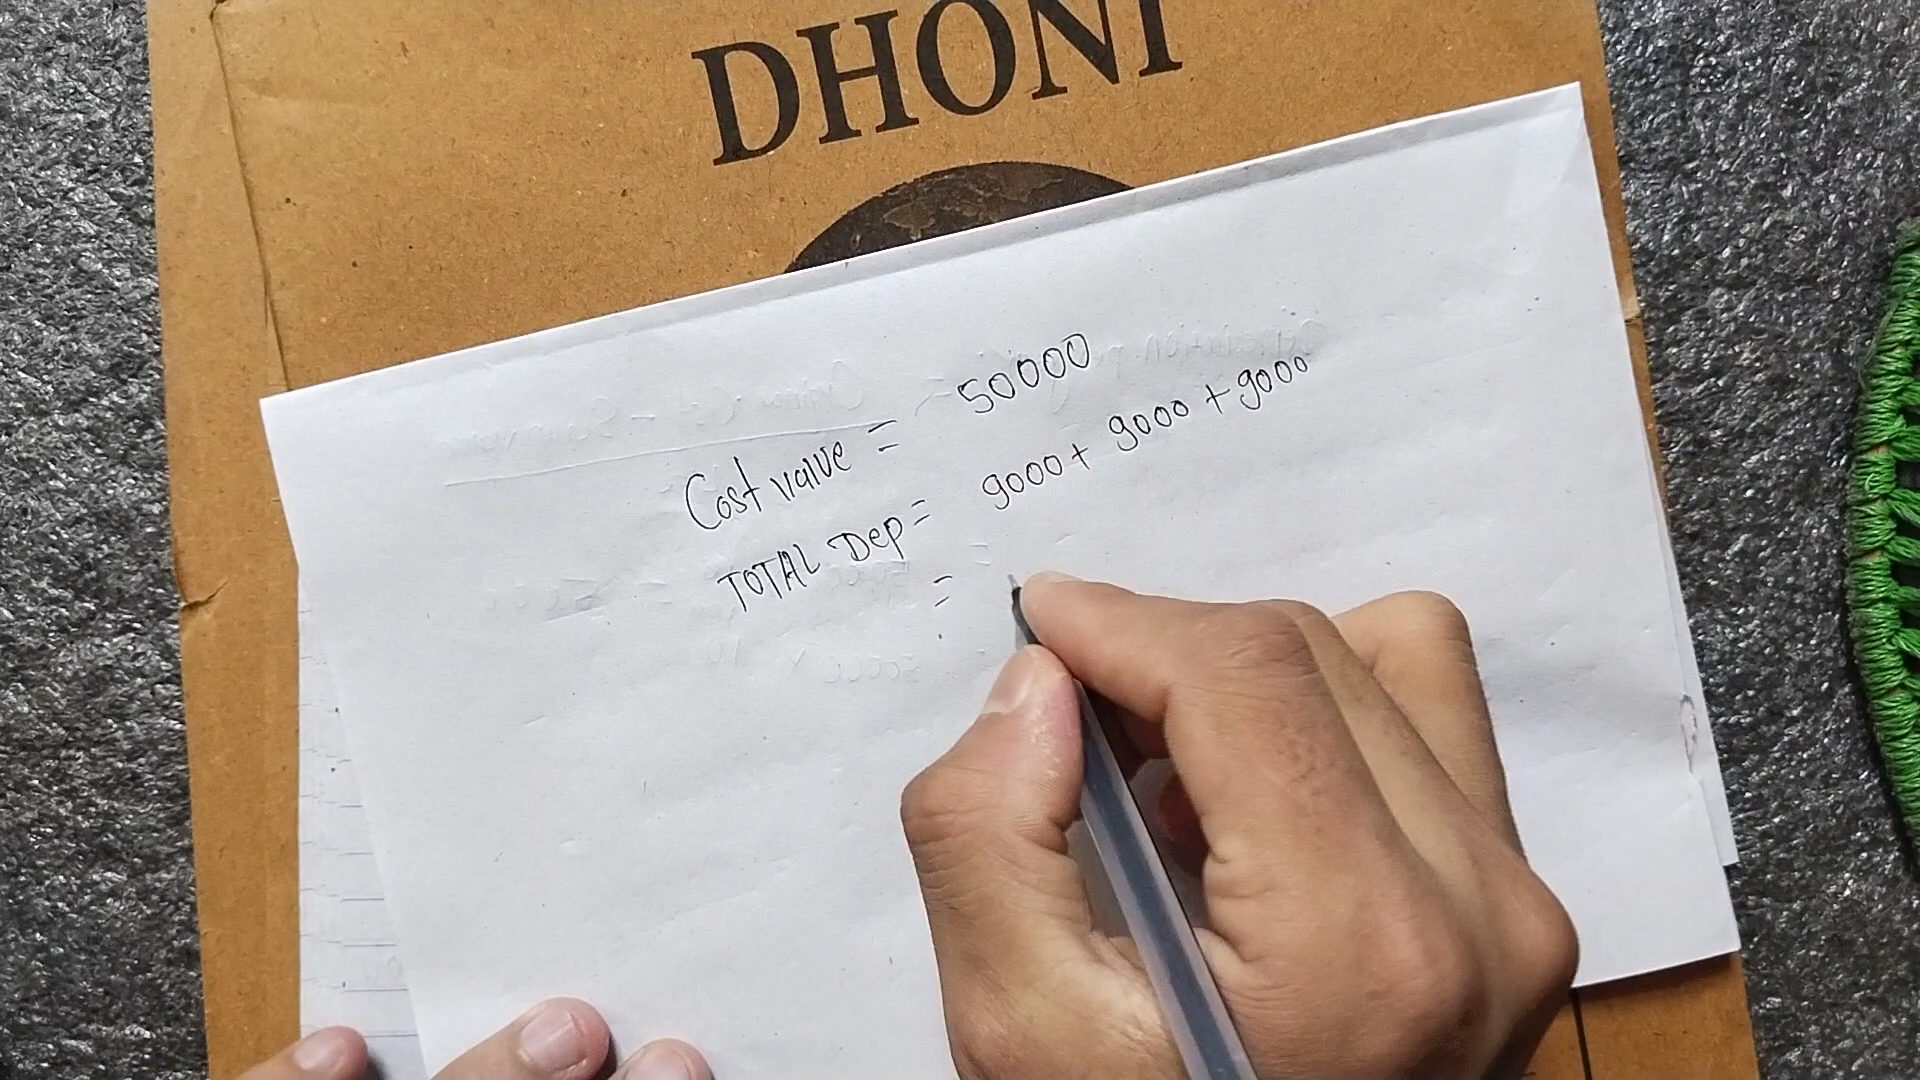 DHONI
Cost value = 50000
TOTAL Dep = 9000 + 9000 + 9000
=